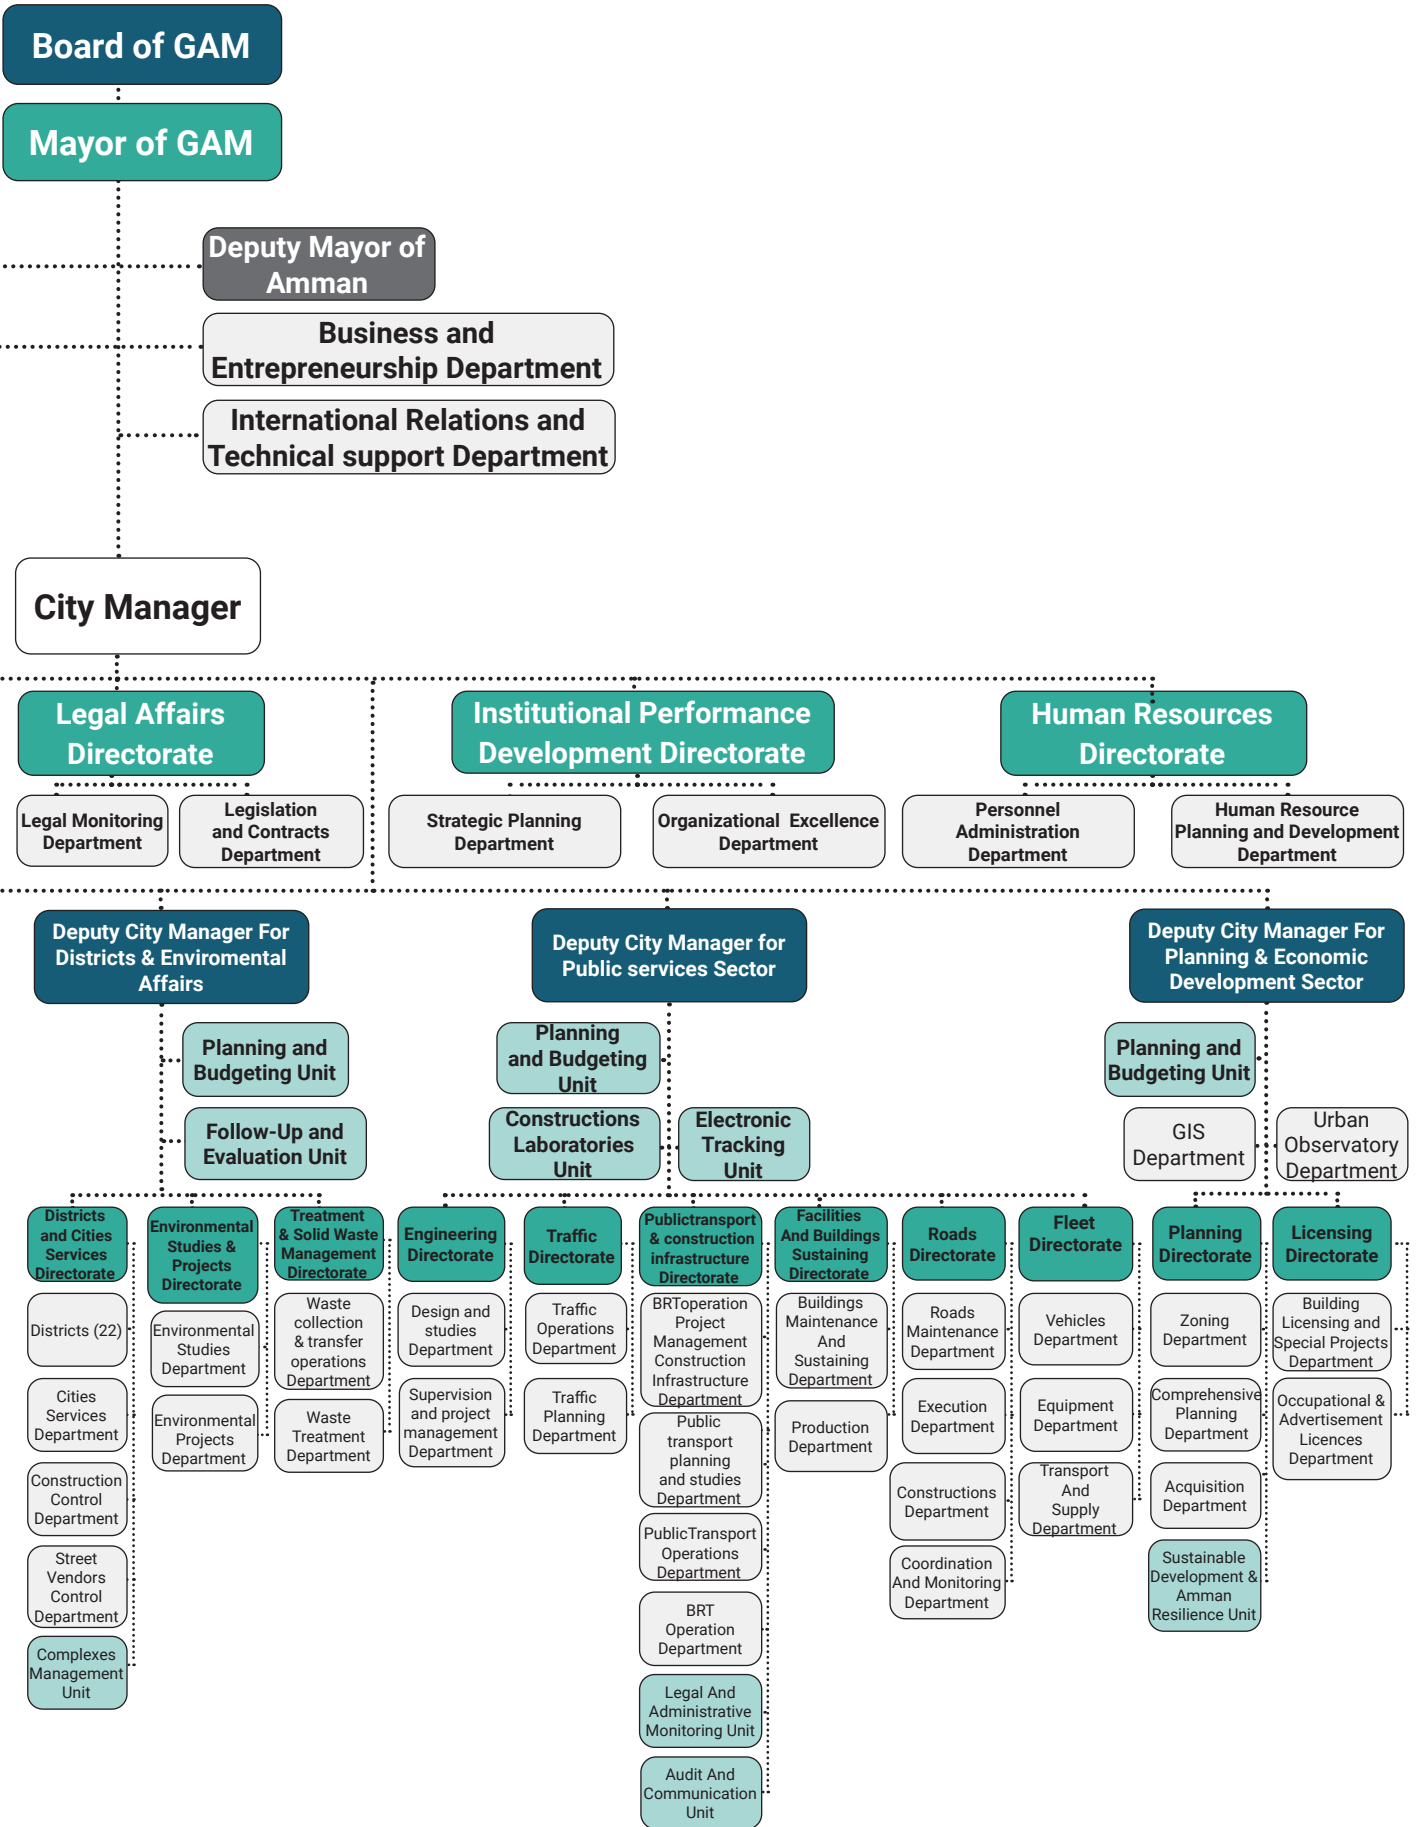 Board of GAM
Mayor of GAM
Deputy Mayor of
Amman
Business and
Entrepreneurship Department
International Relations and
Technical support Department
City Manager
Legal Affairs
Directorate
Institutional Performance
Development Directorate
Human Resources
Directorate
Legal Monitoring
Department
Legislation
and Contracts
Department
Strategic Planning
Department
Organizational Excellence
Department
Personnel
Administration
Department
Human Resource
Planning and Development
Department
Deputy City Manager For
Districts & Enviromental
Affairs
Deputy City Manager for
Public services Sector
Deputy City Manager For
Planning & Economic
Development Sector
Planning and
Budgeting Unit
Follow-Up and
Evaluation Unit
Planning
and Budgeting
Unit
Constructions
Laboratories
Unit
Electronic
Tracking
Unit
Planning and
Budgeting Unit
GIS
Department
Urban
Observatory
Department
Districts
and Cities
Services
Directorate
Districts (22)
Cities
Services
Department
Construction
Control
Department
Street
Vendors
Control
Department
Complexes
Management
Unit
Environmental
Studies &
Projects
Directorate
Environmental
Studies
Department
Environmental
Projects
Department
Treatment
& Solid Waste
Management
Directorate
Waste
collection
& transfer
operations
Department
Waste
Treatment
Department
Engineering
Directorate
Design and
studies
Department
Supervision
and project
management
Department
Traffic
Directorate
Traffic
Operations
Department
Traffic
Planning
Department
Publictransport
& construction
infrastructure
Directorate
BRToperation
Project
Management
Construction
Infrastructure
Department
Public
transport
planning
and studies
Department
PublicTransport
Operations
Department
BRT
Operation
Department
Legal And
Administrative
Monitoring Unit
Audit And
Communication
Unit
Facilities
And Buildings
Sustaining
Directorate
Buildings
Maintenance
And
Sustaining
Department
Production
Department
Roads
Directorate
Roads
Maintenance
Department
Execution
Department
Constructions
Department
Coordination
And Monitoring
Department
Fleet
Directorate
Vehicles
Department
Equipment
Department
Transport
And
Supply
Department
Planning
Directorate
Zoning
Department
Comprehensive
Planning
Department
Acquisition
Department
Sustainable
Development &
Amman
Resilience Unit
Licensing
Directorate
Building
Licensing and
Special Projects
Department
Occupational &
Advertisement
Licences
Department